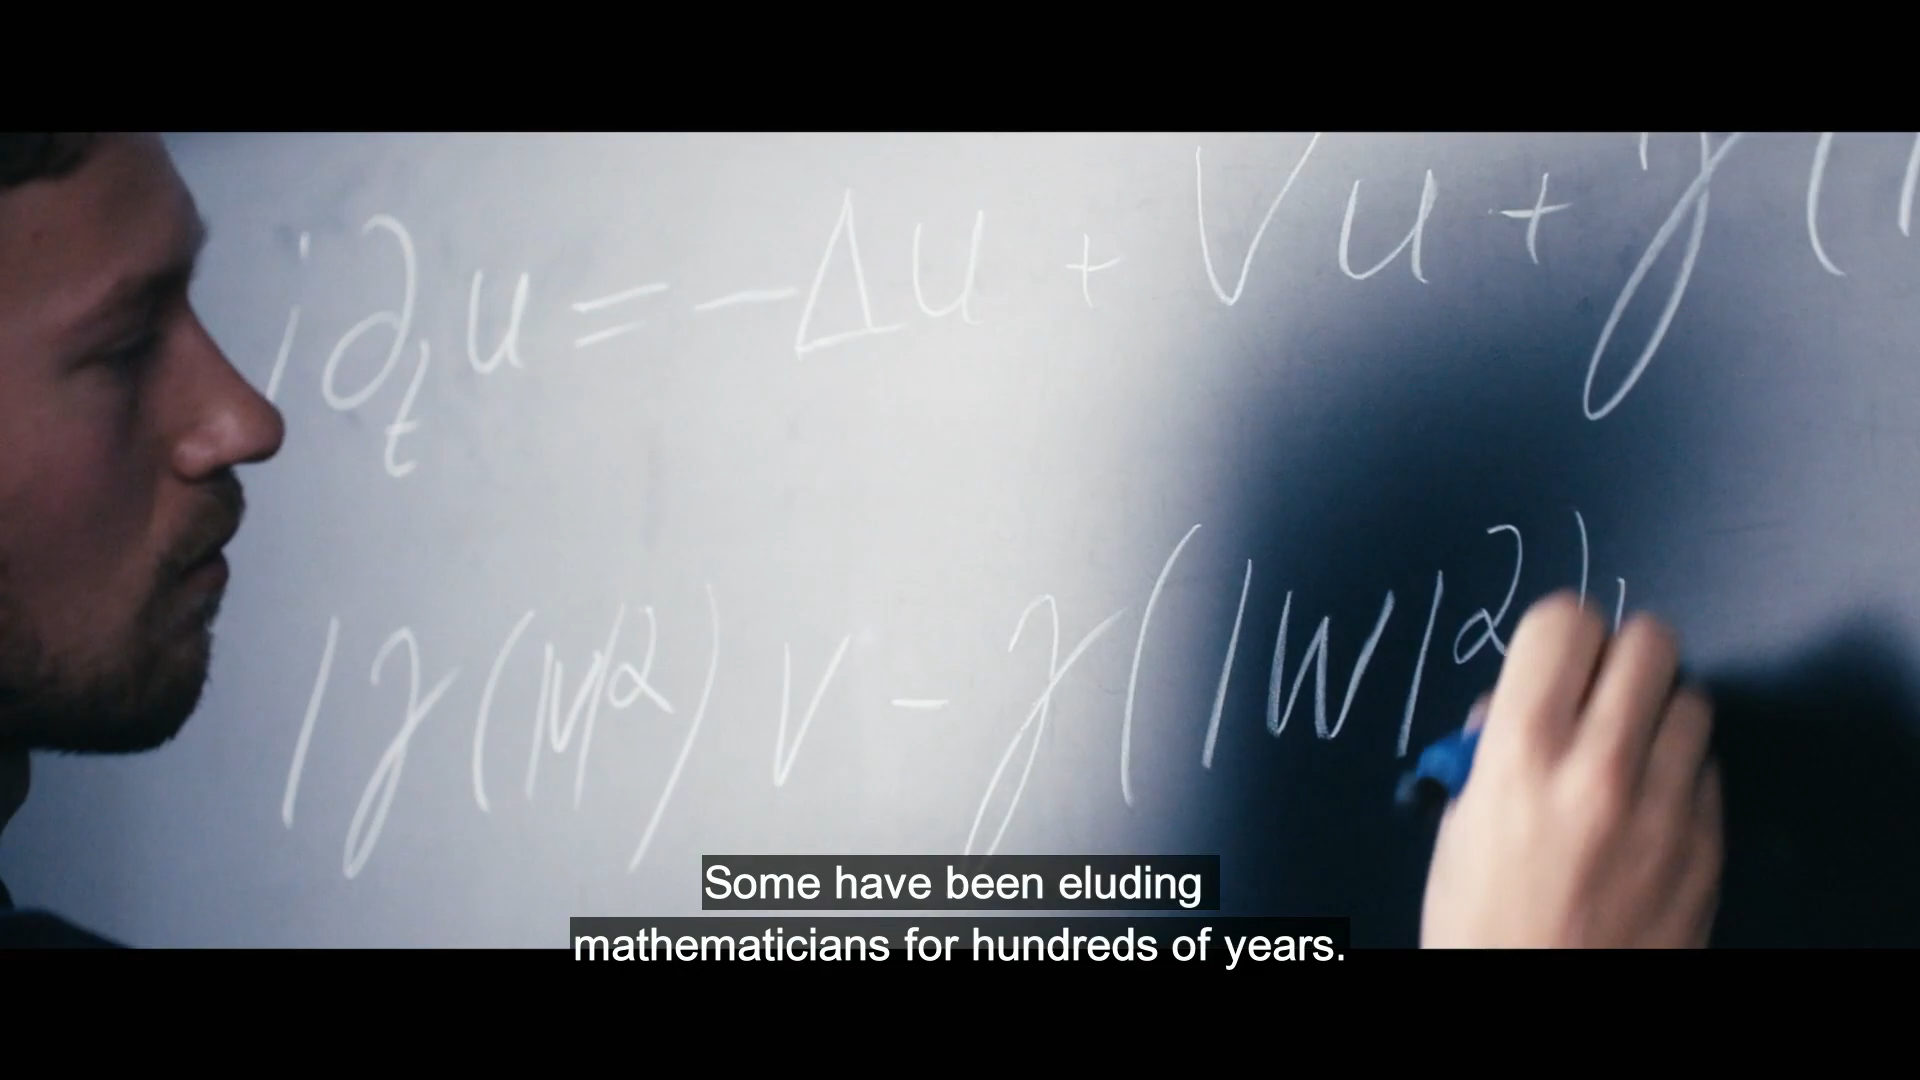 i∂ₜu = −Δu + Vu + γ(
|γ(|v|²)v − γ(|w|²)
Some have been eluding
mathematicians for hundreds of years.